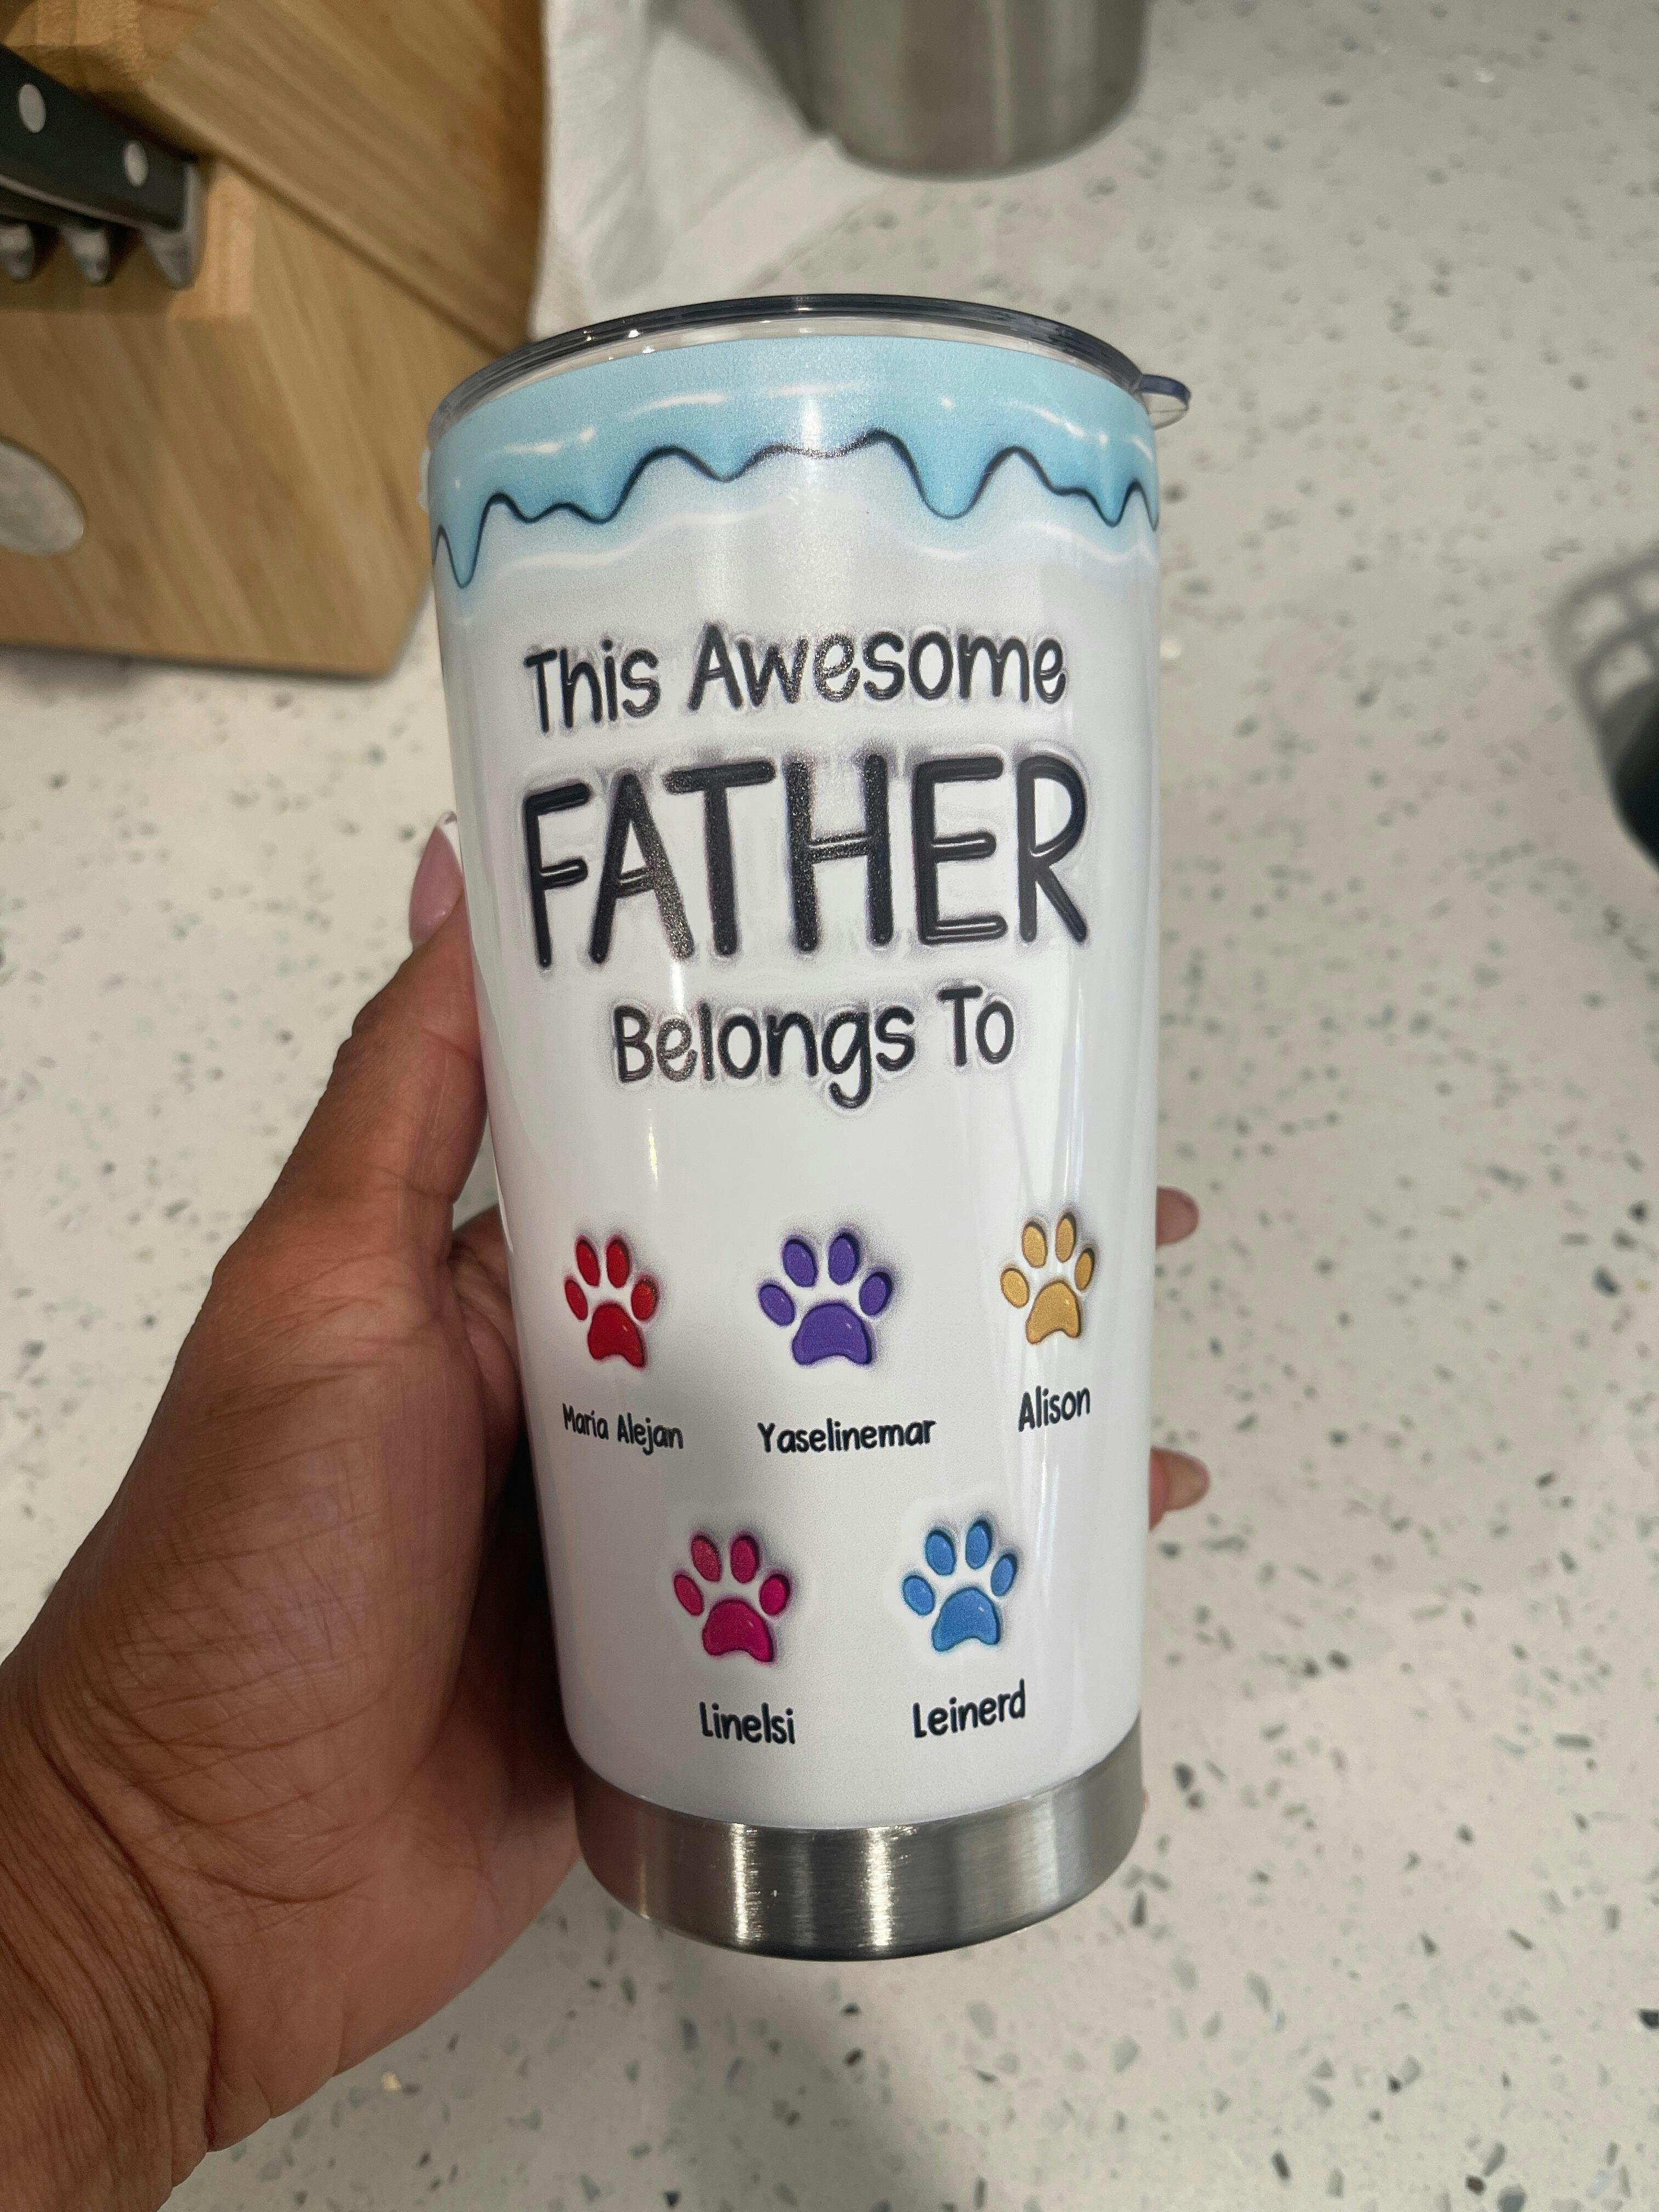 This Awesome
FATHER
Belongs To
Maria Alejan
Yaselinemar
Alison
Linelsi
Leinerd